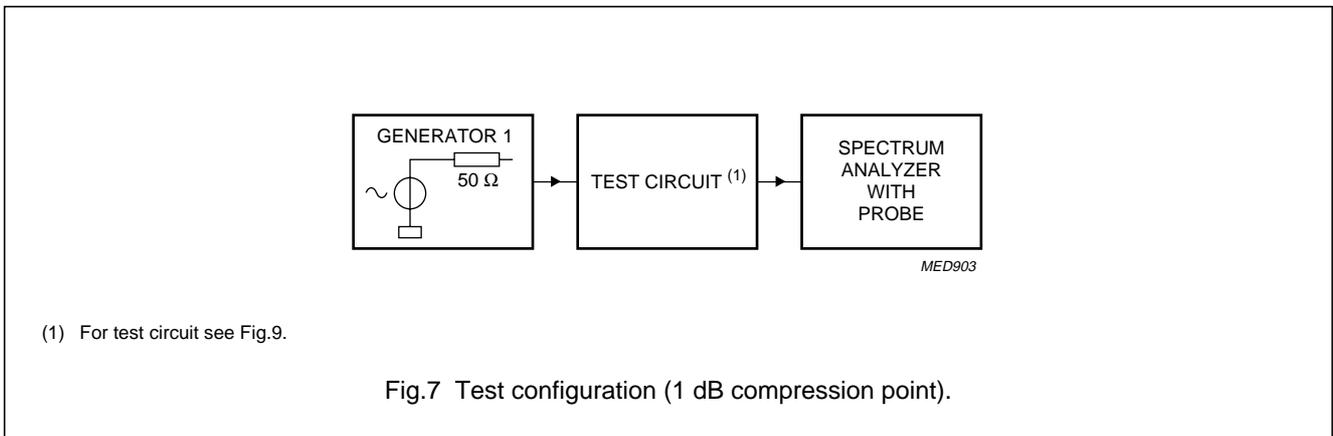 GENERATOR 1
50 Ω
TEST CIRCUIT (1)
SPECTRUM
ANALYZER
WITH
PROBE
MED903
(1) For test circuit see Fig.9.
Fig.7 Test configuration (1 dB compression point).